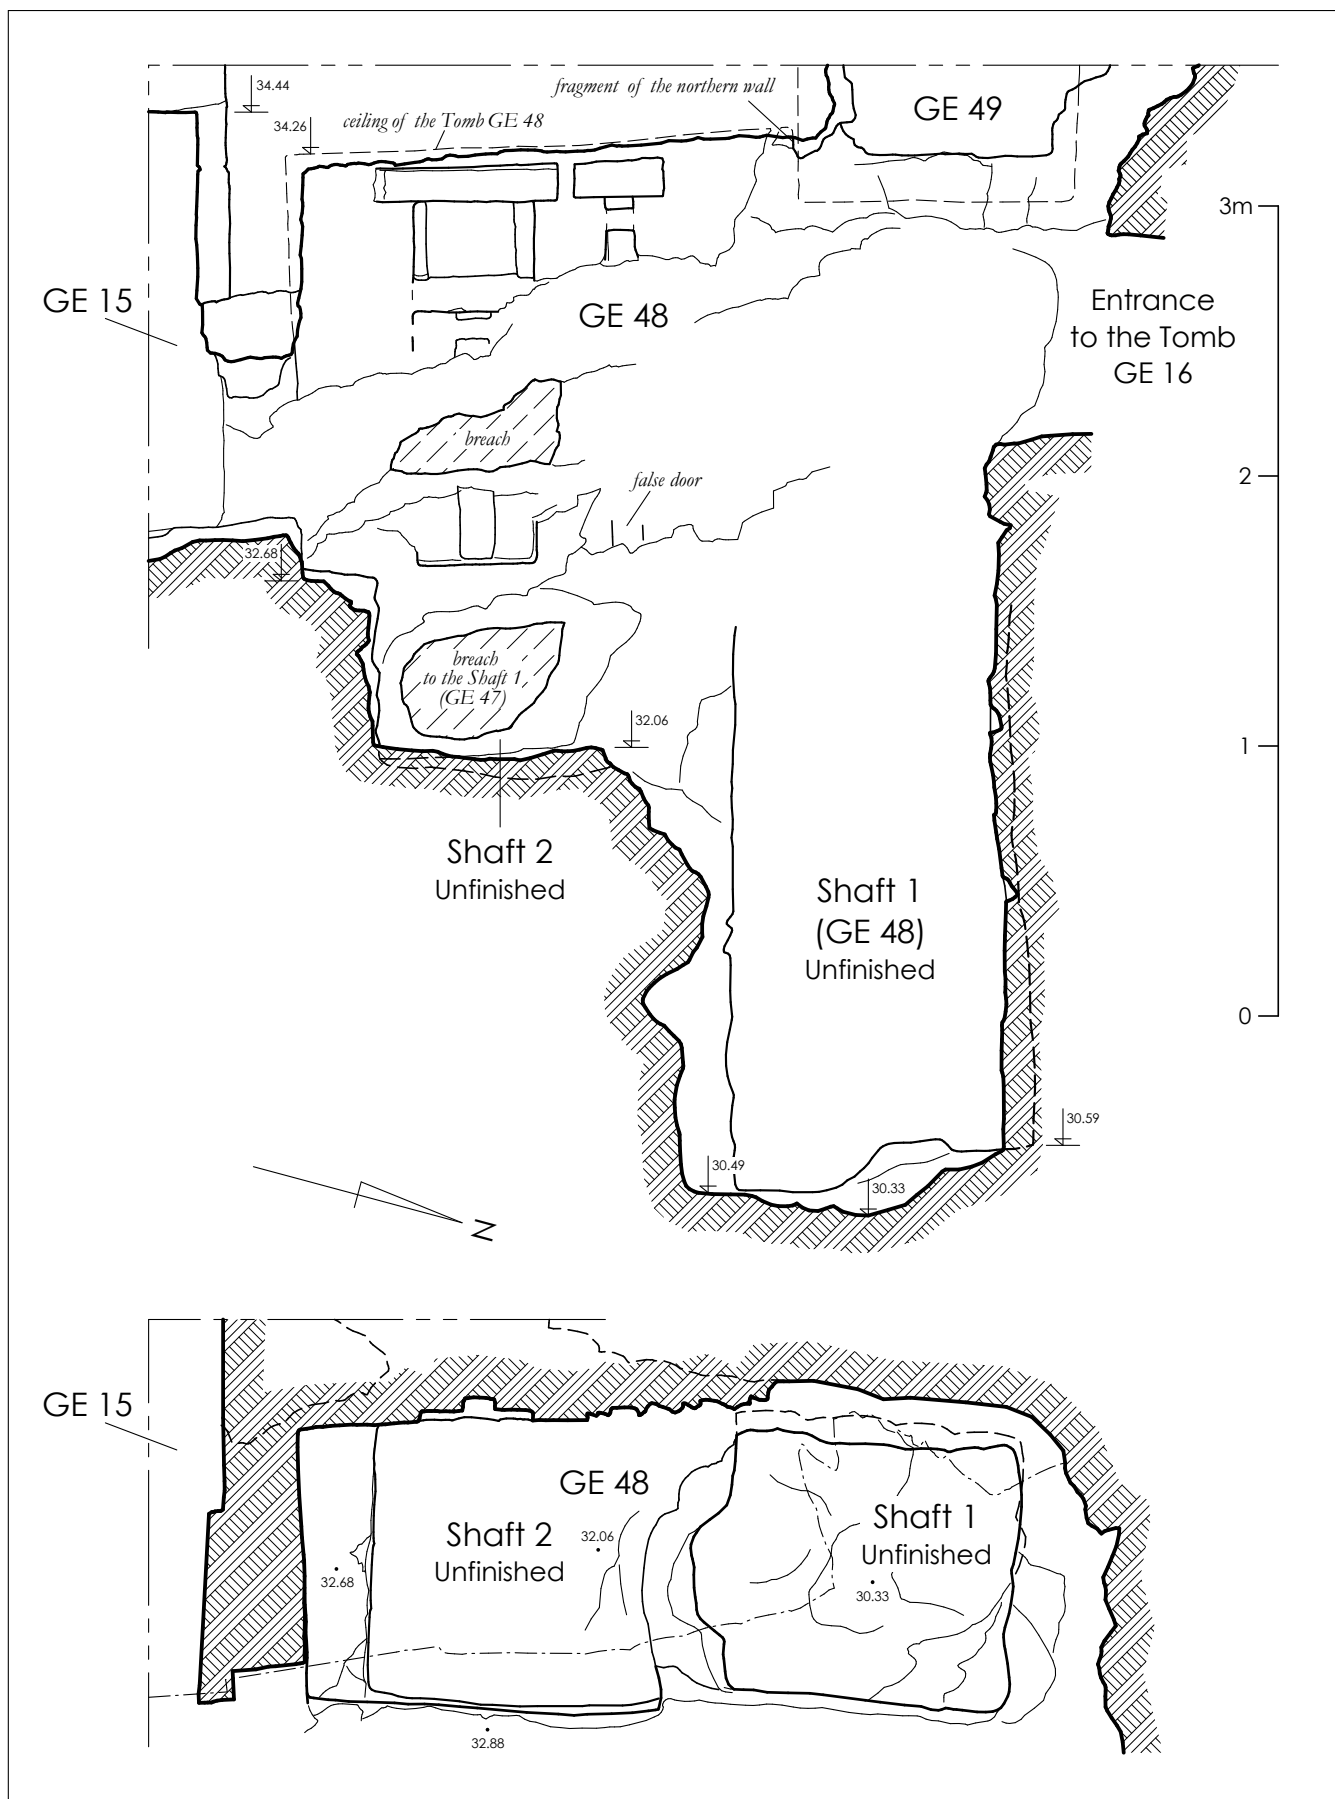 34.44
fragment of the northern wall
GE 49
34.26
ceiling of the Tomb GE 48
3m
GE 15
GE 48
Entrance
to the Tomb
GE 16
breach
2
false door
32.68
breach
to the Shaft 1
(GE 47)
32.06
1
Shaft 2
Unfinished
Shaft 1
(GE 48)
Unfinished
0
30.59
30.49
30.33
N
GE 15
GE 48
Shaft 2
Unfinished
32.06
Shaft 1
Unfinished
32.68
30.33
32.88